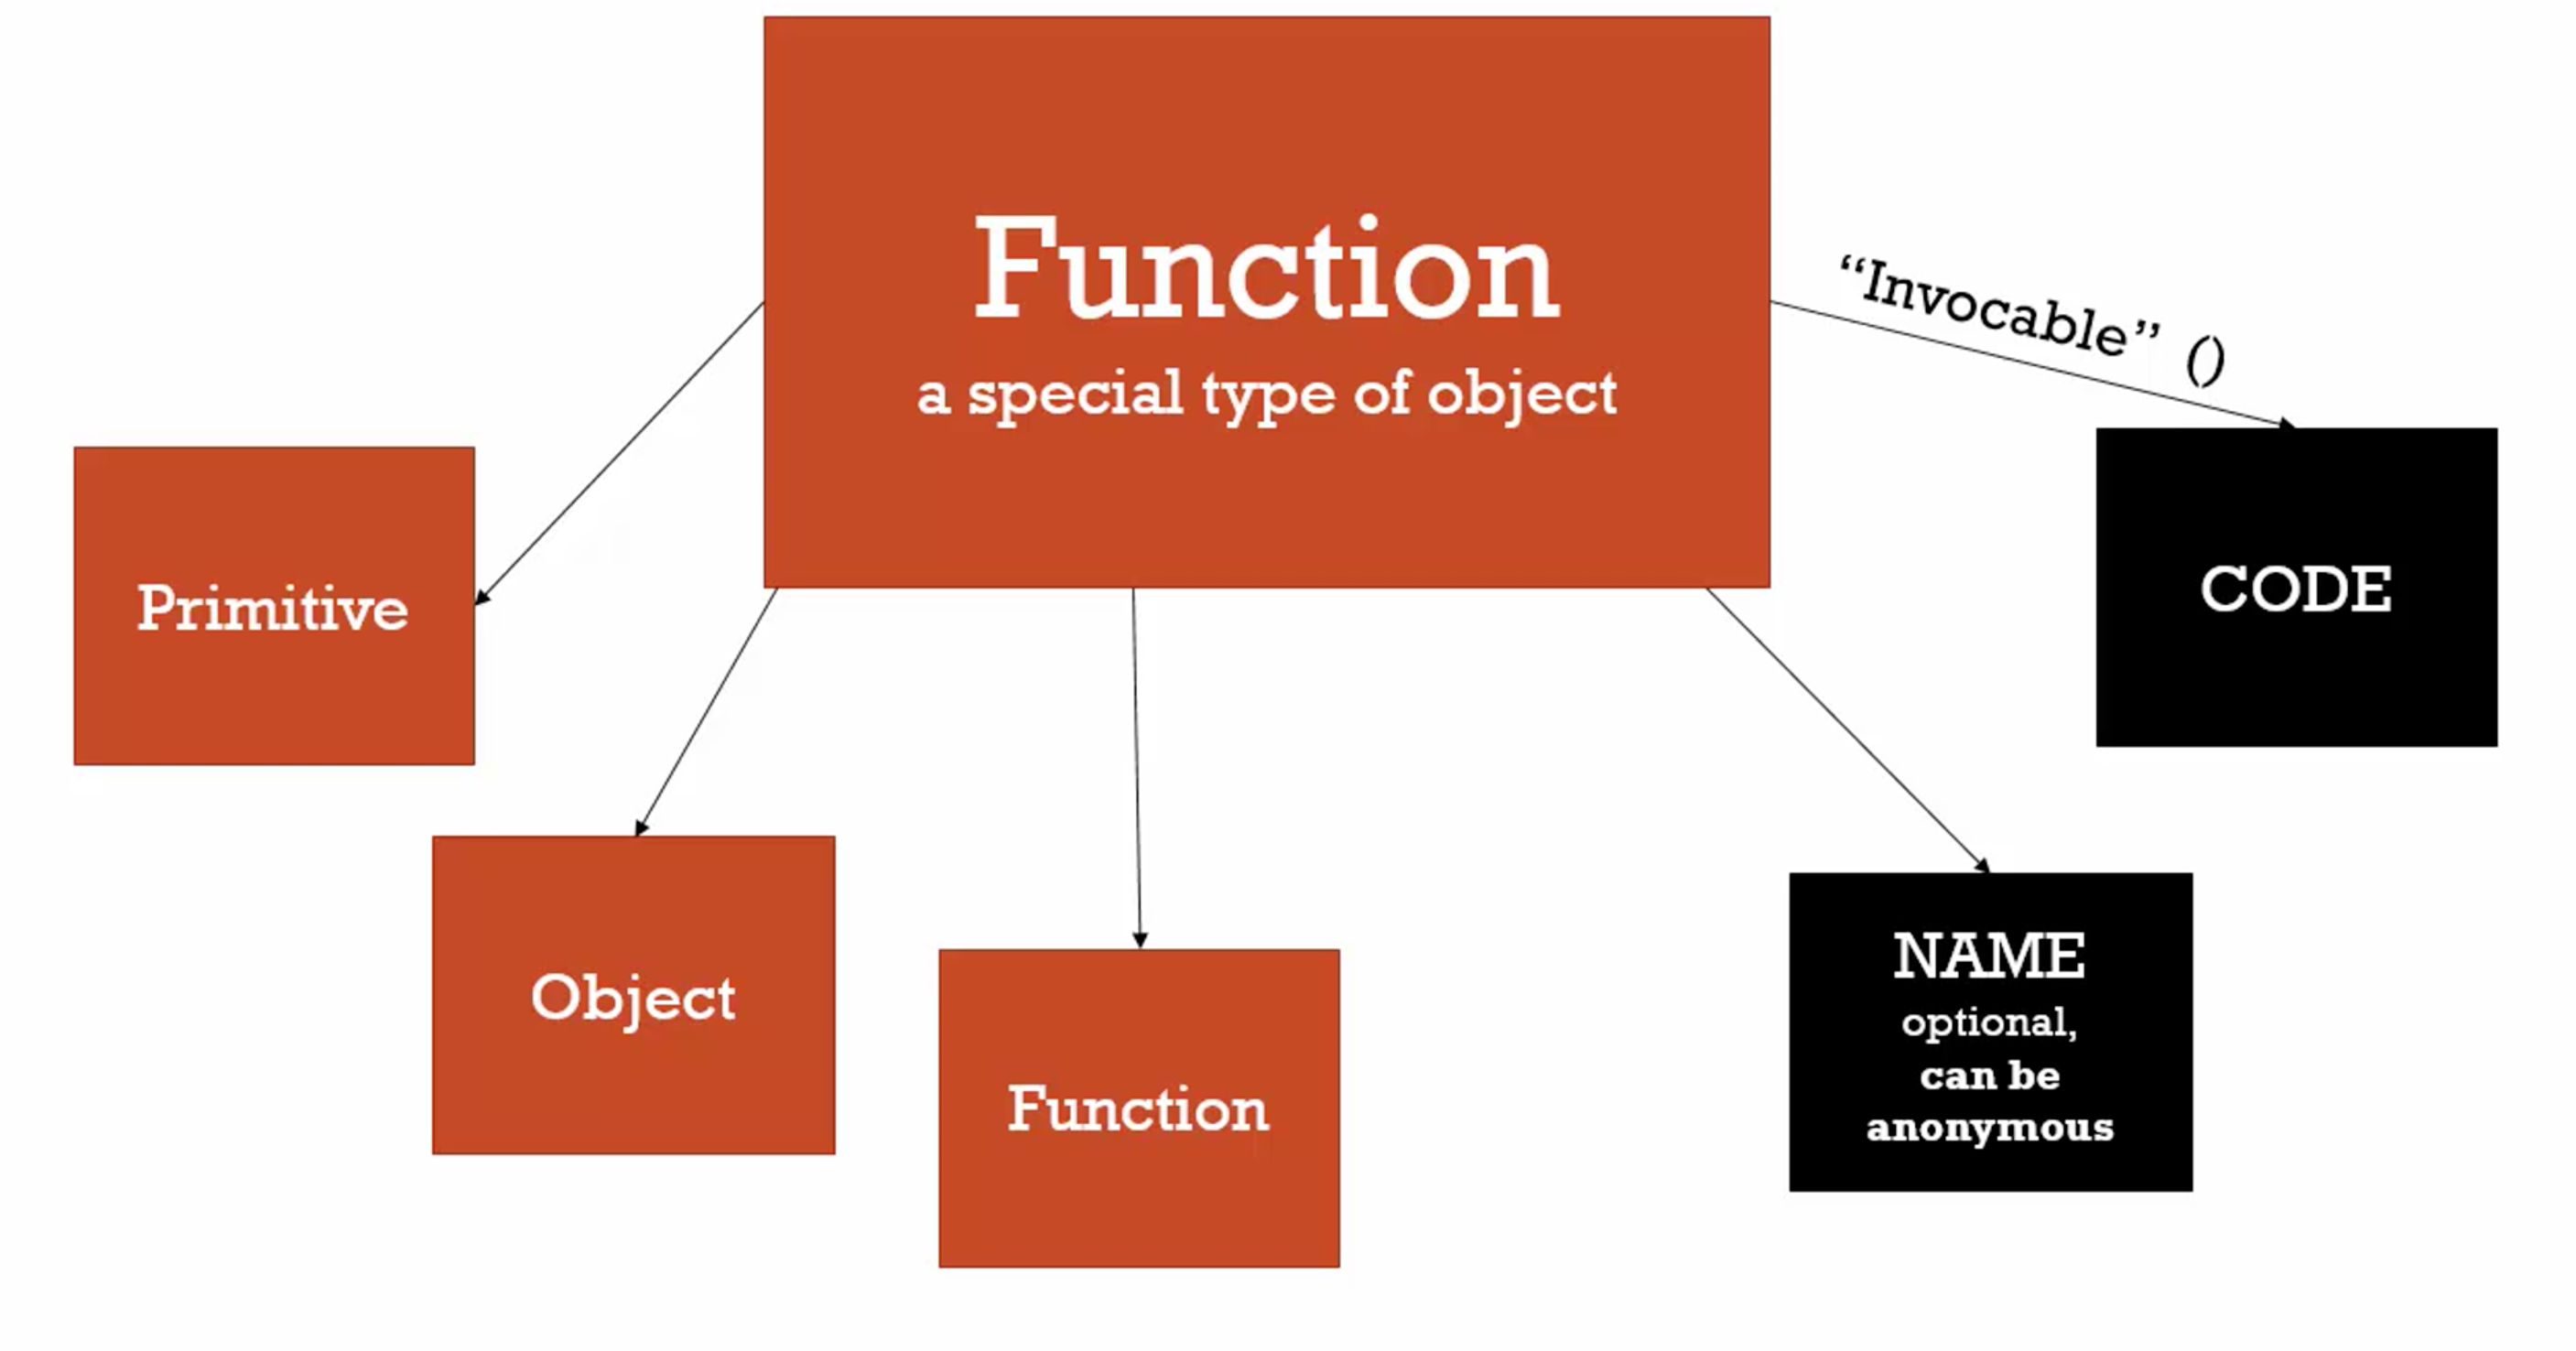 Function
a special type of object
“Invocable” ()
Primitive
CODE
Object
Function
NAME
optional,
can be
anonymous